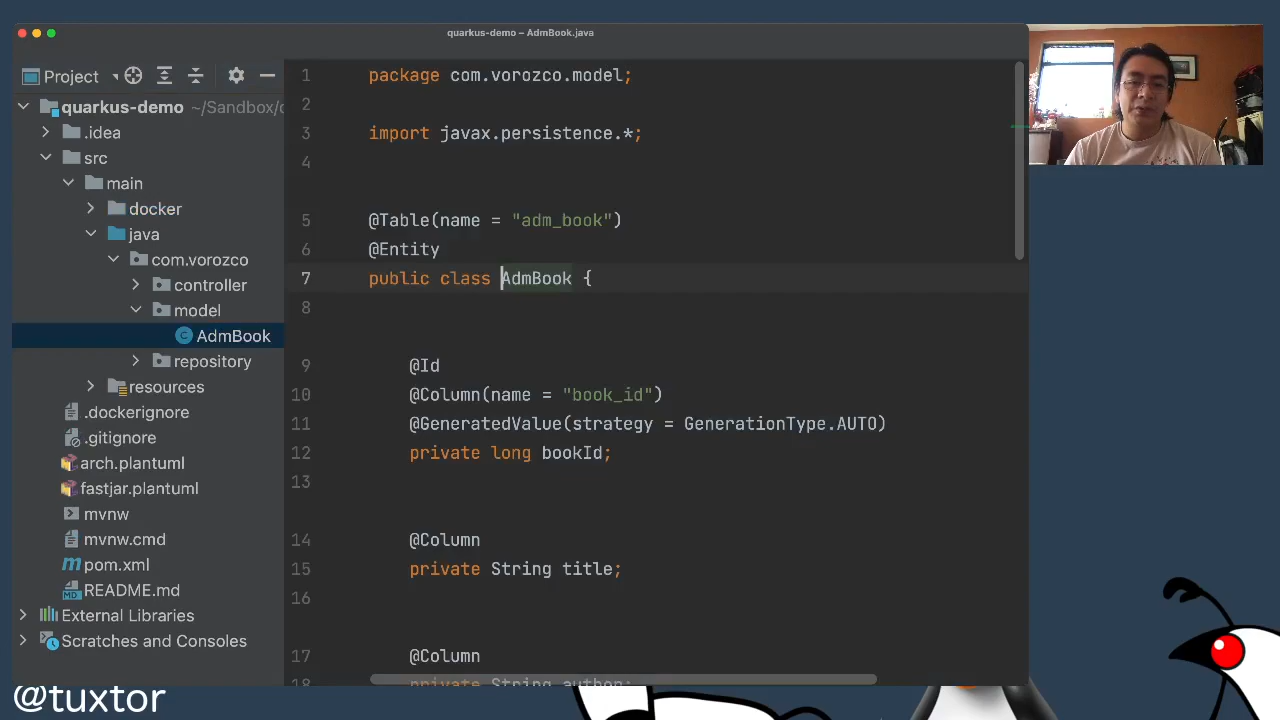 quarkus-demo – AdmBook.java
Project
quarkus-demo ~/Sandbox/
.idea
src
main
docker
java
com.vorozco
controller
model
AdmBook
repository
resources
.dockerignore
.gitignore
arch.plantuml
fastjar.plantuml
mvnw
mvnw.cmd
pom.xml
README.md
External Libraries
Scratches and Consoles
1 package com.vorozco.model;
2
3 import javax.persistence.*;
4
5 @Table(name = "adm_book")
6 @Entity
7 public class AdmBook {
8
9 @Id
10 @Column(name = "book_id")
11 @GeneratedValue(strategy = GenerationType.AUTO)
12 private long bookId;
13
14 @Column
15 private String title;
16
17 @Column
18 private String author;
@tuxtor